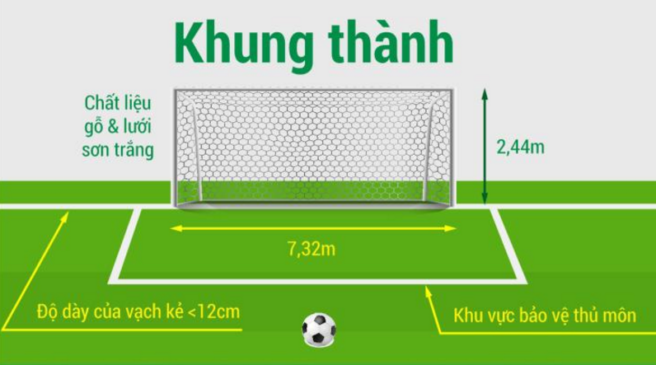 Khung thành
Chất liệu
gỗ & lưới
sơn trắng
2,44m
7,32m
Độ dày của vạch kẻ <12cm
Khu vực bảo vệ thủ môn